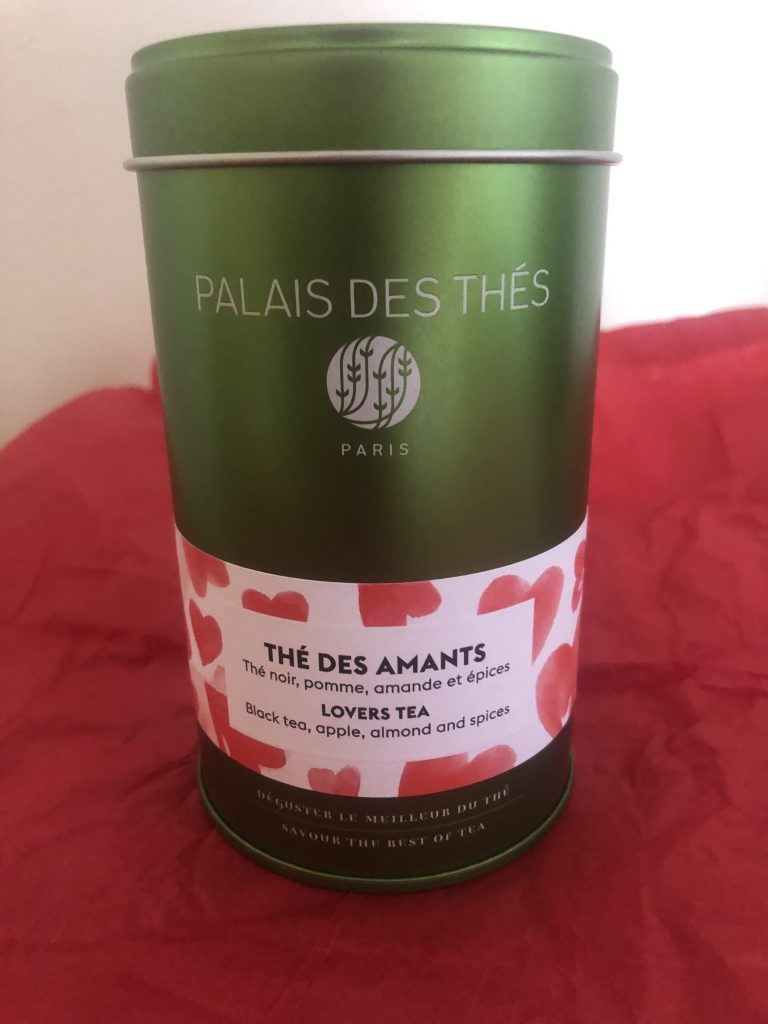 PALAIS DES THÉS
PARIS
THÉ DES AMANTS
Thé noir, pomme, amande et épices
LOVERS TEA
Black tea, apple, almond and spices
DÉGUSTER LE MEILLEUR DU THÉ
SAVOUR THE BEST OF TEA